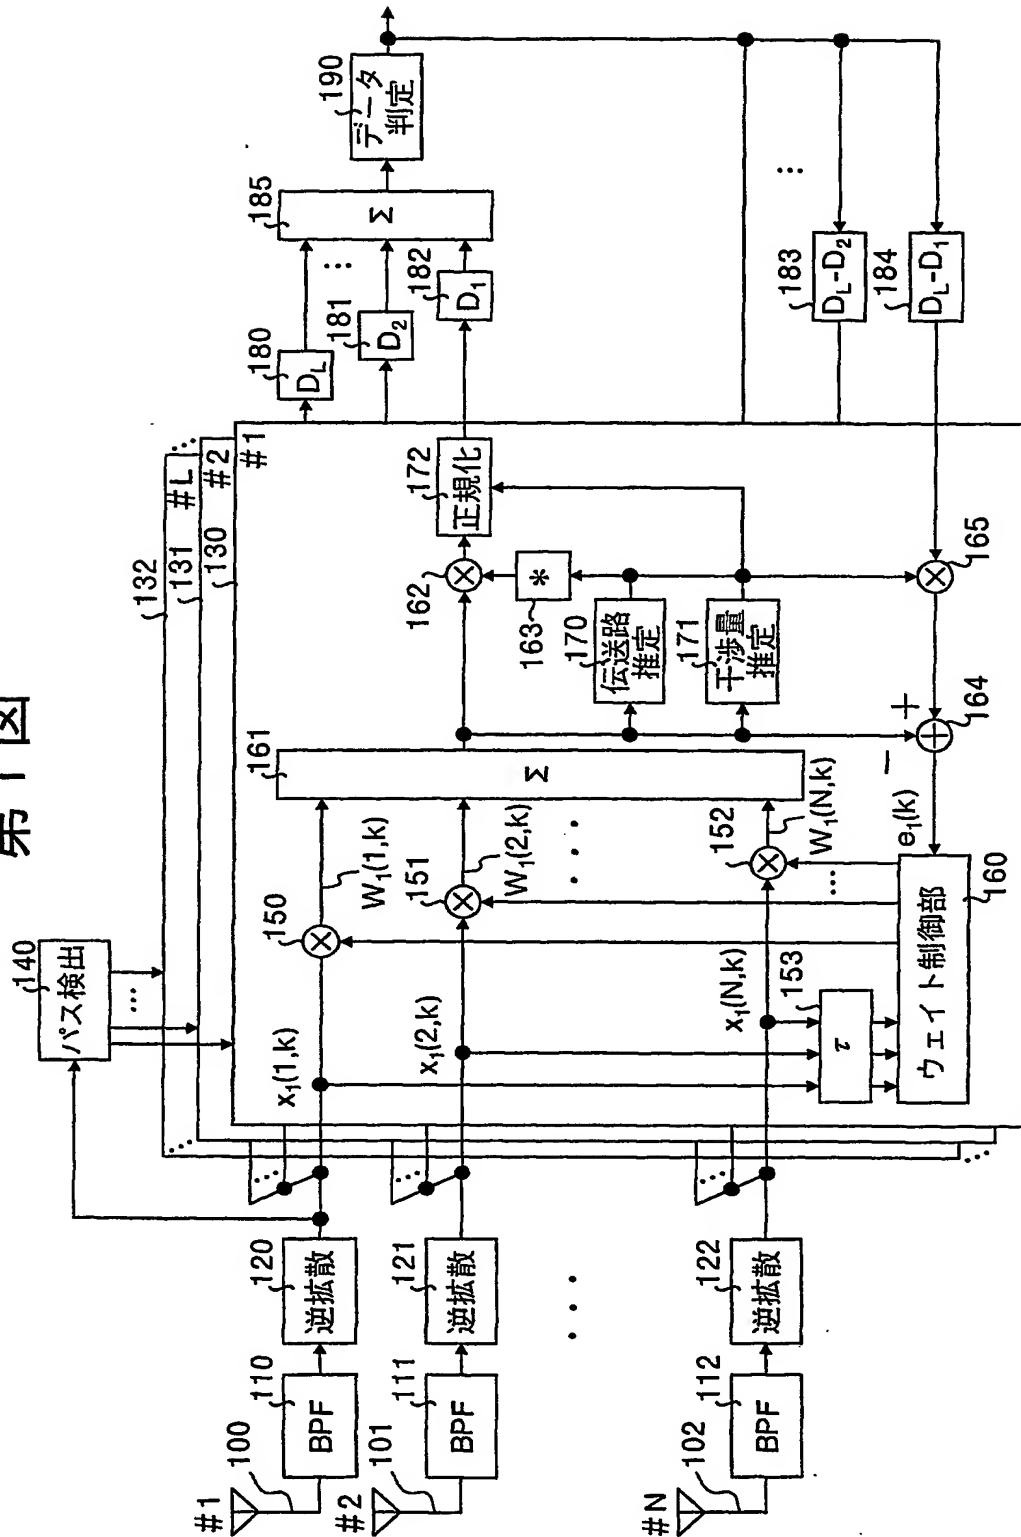 第1図
#1
100
BPF
110
逆拡散
120
#2
101
BPF
111
逆拡散
121
#N
102
BPF
112
逆拡散
122
パス検出
140
132
#L
131
#2
130
#1
x₁(1,k)
x₁(2,k)
x₁(N,k)
150
W₁(1,k)
151
W₁(2,k)
152
W₁(N,k)
τ
153
ウェイト制御部
160
e₁(k)
Σ
161
162
*
163
伝送路
推定
170
干渉量
推定
171
正規化
172
+
−
164
165
D_L
180
D₂
181
D₁
182
D_L-D₂
183
D_L-D₁
184
Σ
185
データ
判定
190